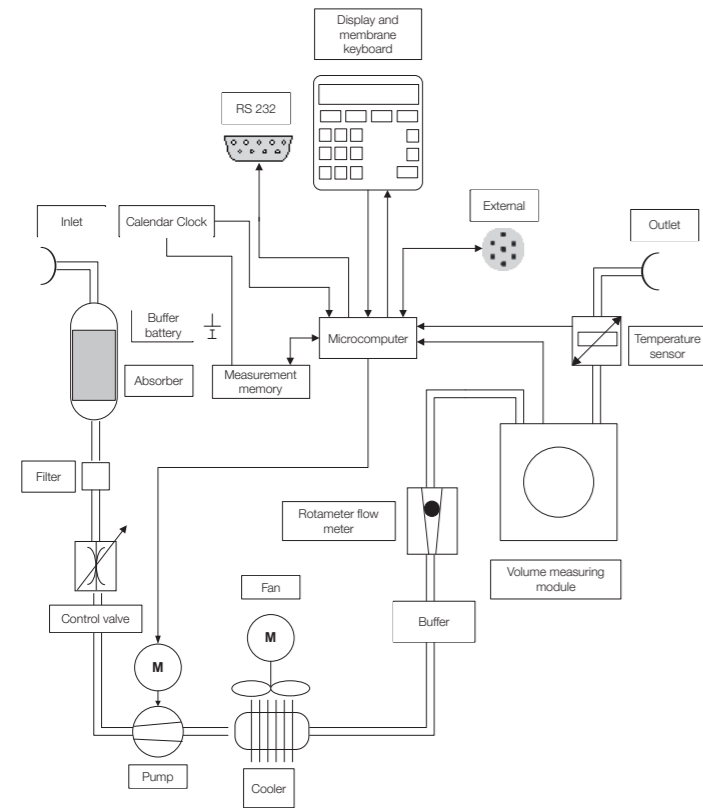 Display and
membrane
keyboard
RS 232
External
Inlet
Calendar Clock
Outlet
Buffer
battery
Microcomputer
Temperature
sensor
Absorber
Measurement
memory
Filter
Rotameter flow
meter
Volume measuring
module
Fan
Control valve
Buffer
M
M
Pump
Cooler